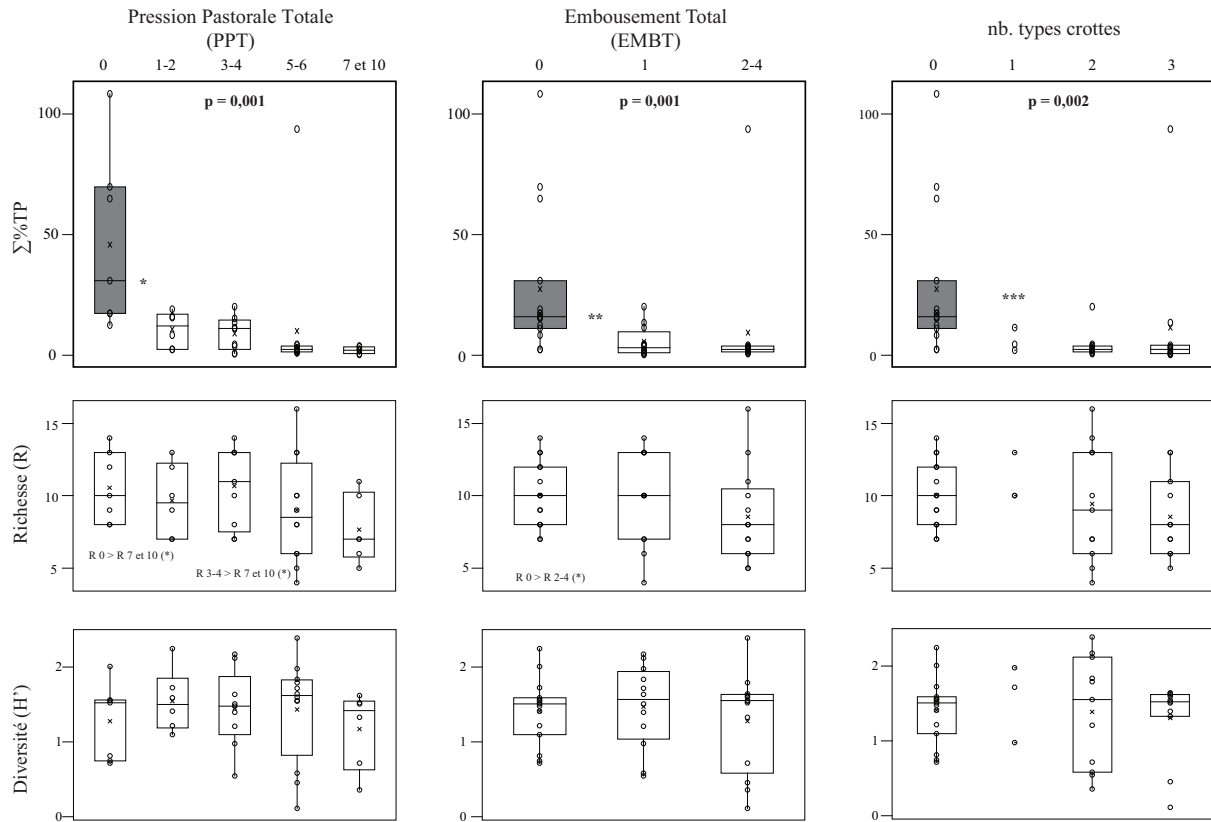 Pression Pastorale Totale
(PPT)
Embousement Total
(EMBT)
nb. types crottes
0 1-2 3-4 5-6 7 et 10
0 1 2-4
0 1 2 3
p = 0,001
p = 0,001
p = 0,002
∑%TP
100
50
0
100
50
0
100
50
0
*
**
***
Richesse (R)
15
10
5
15
10
5
15
10
5
R 0 > R 7 et 10 (*)
R 3-4 > R 7 et 10 (*)
R 0 > R 2-4 (*)
Diversité (H’)
2
1
0
2
1
0
2
1
0